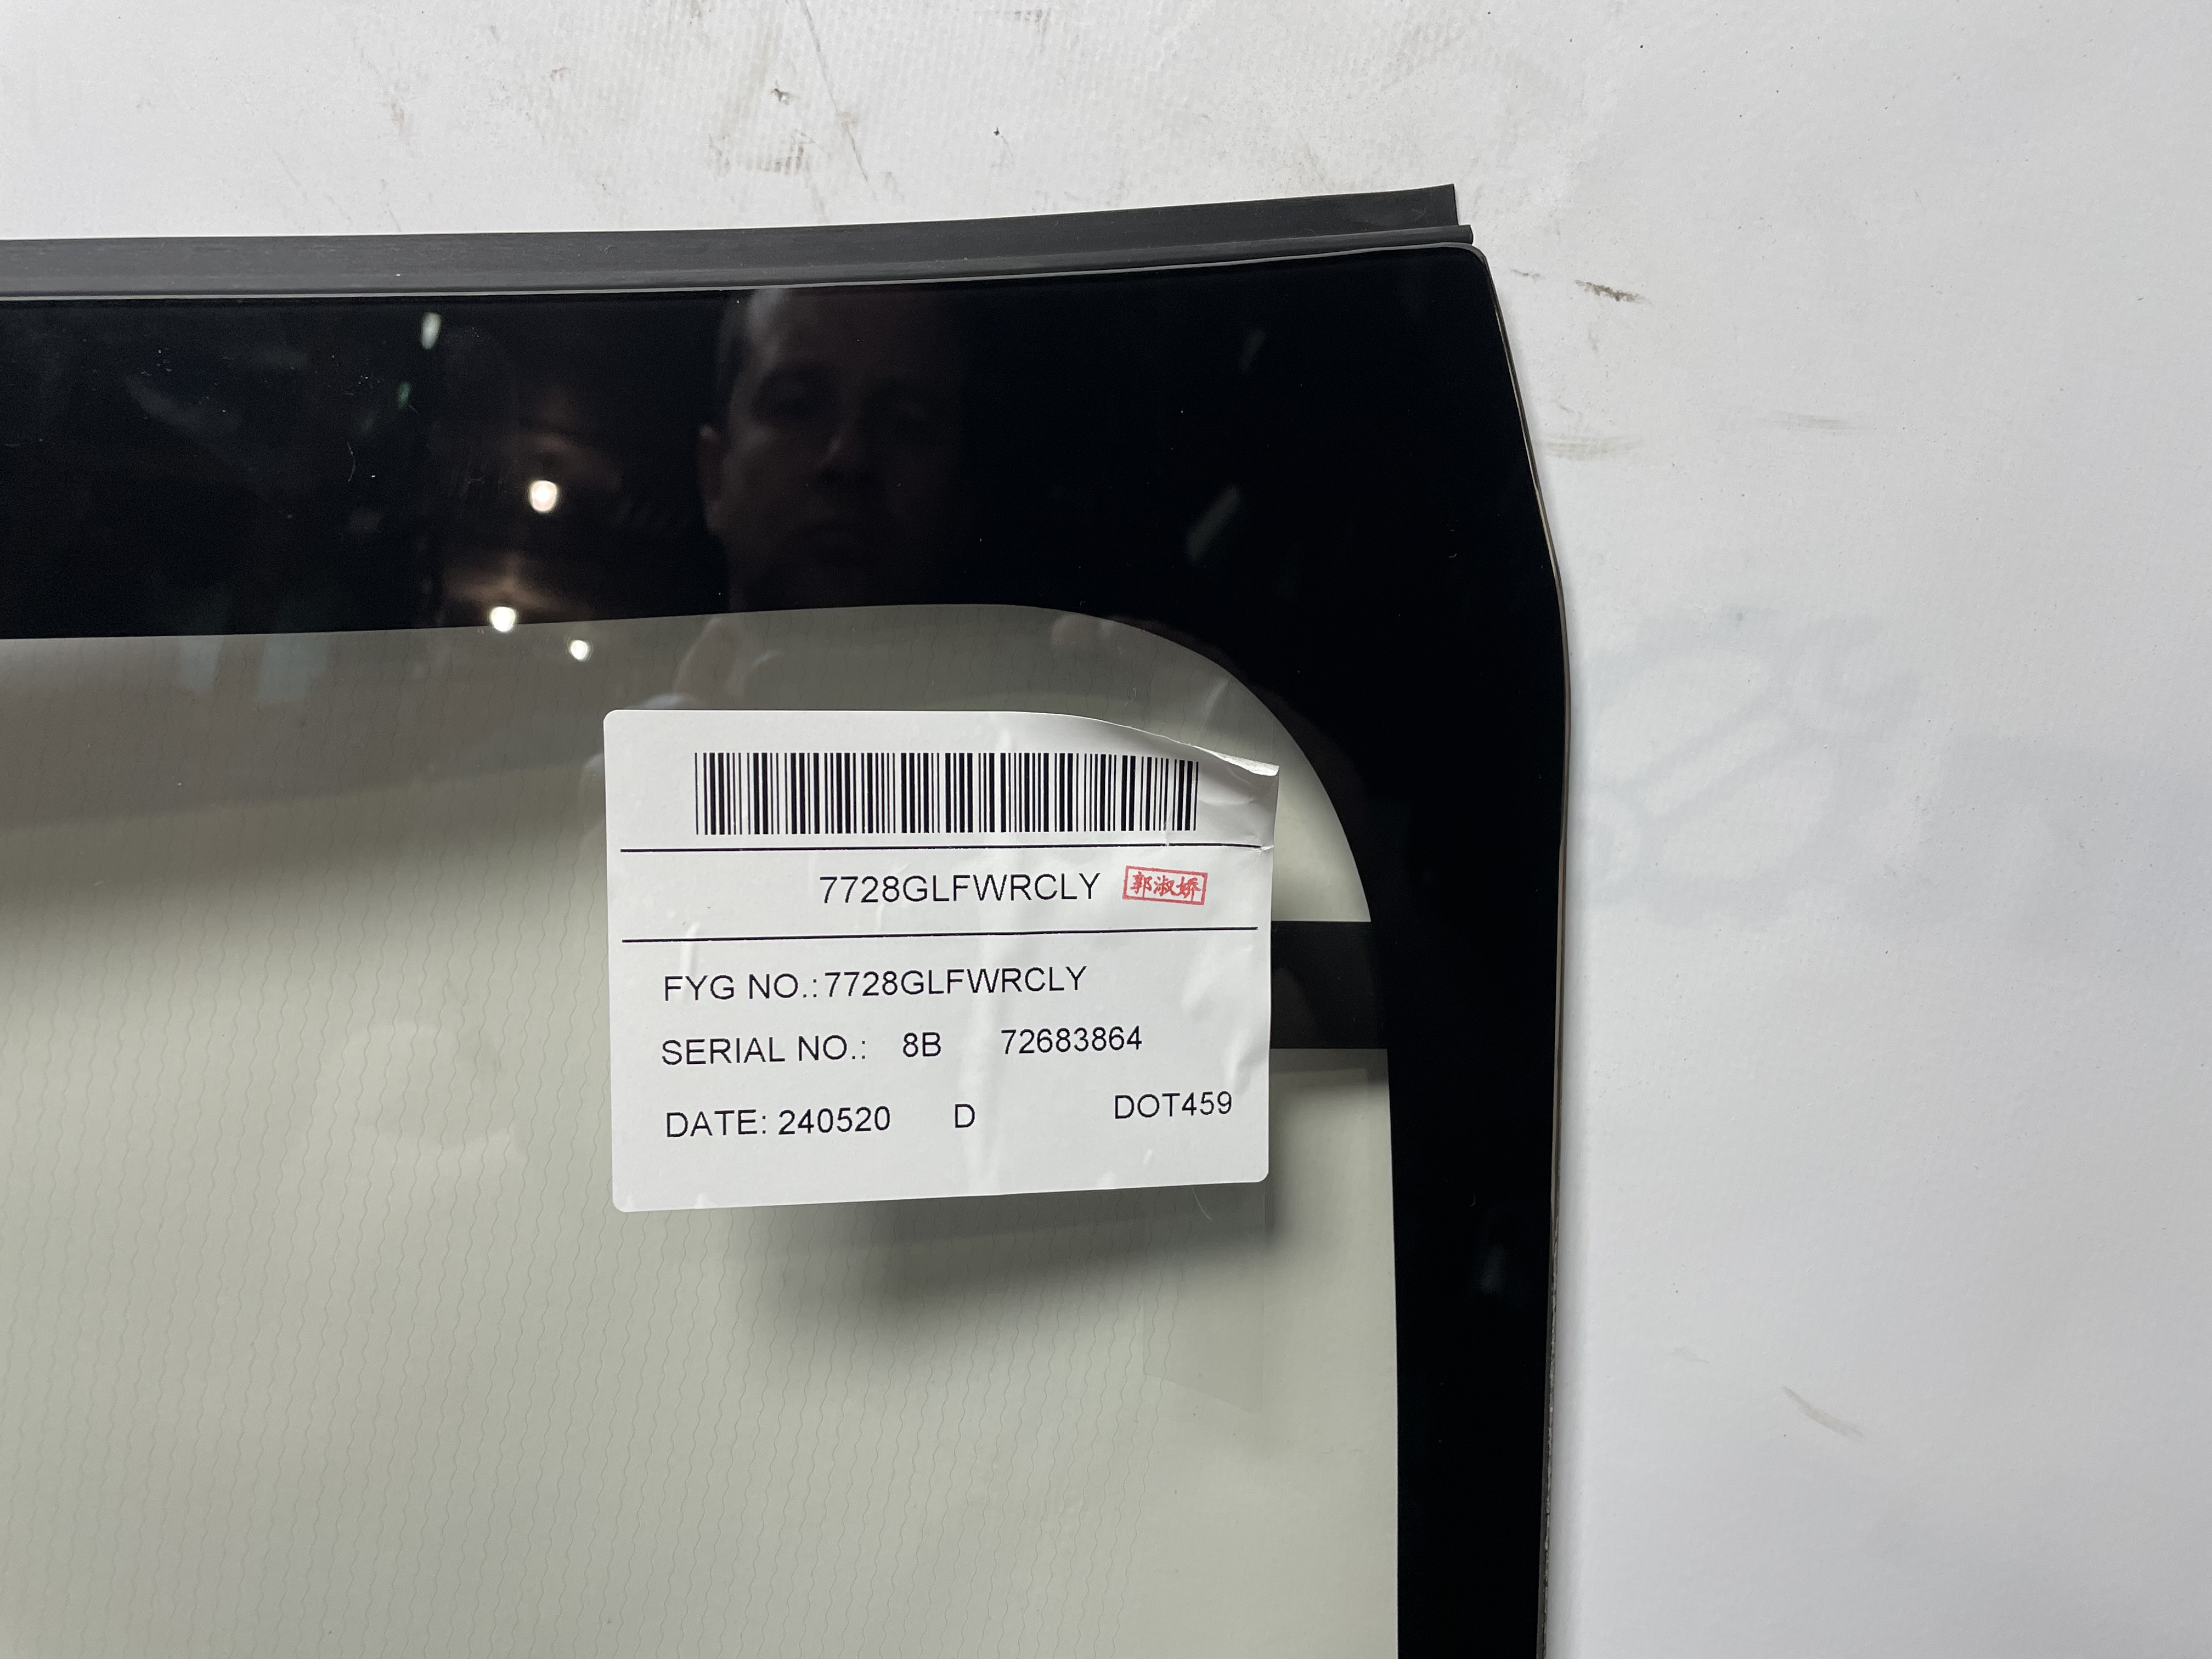 7728GLFWRCLY 郭淑娇
FYG NO.: 7728GLFWRCLY
SERIAL NO.: 8B 72683864
DATE: 240520 D DOT459